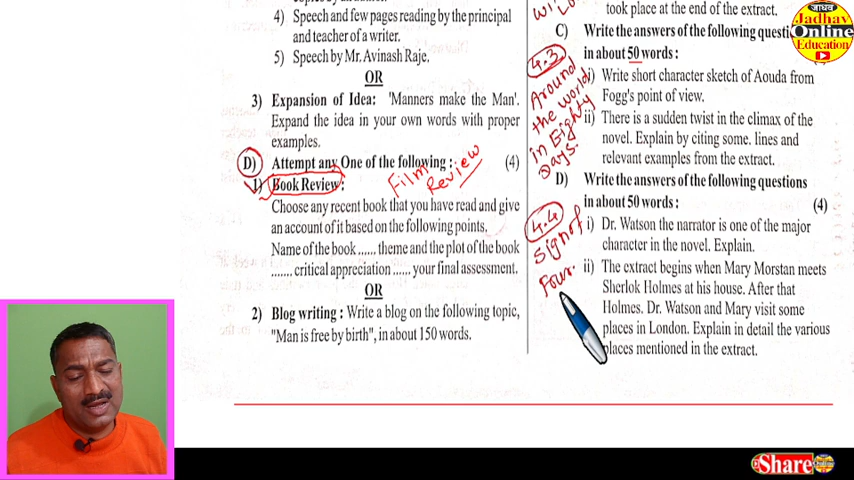 4) Speech and few pages reading by the principal
and teacher of a writer.
5) Speech by Mr. Avinash Raje,
OR
3) Expansion of Idea: 'Manners make the Man'.
Expand the idea in your own words with proper
examples.
D) Attempt any One of the following : (4)
1) Book Review :
Film
Review
Choose any recent book that you have read and give
an account of it based on the following points.
Name of the book ...... theme and the plot of the book
....... critical appreciation ...... your final assessment.
OR
2) Blog writing : Write a blog on the following topic,
"Man is free by birth", in about 150 words.
took place at the end of the extract.
C) Write the answers of the following questi
in about 50 words :
4.3
Around
the world
in Eighty
Days.
i) Write short character sketch of Aouda from
Fogg's point of view.
ii) There is a sudden twist in the climax of the
novel. Explain by citing some. lines and
relevant examples from the extract.
D) Write the answers of the following questions
in about 50 words : (4)
4.4
Sign of
Four.
i) Dr. Watson the narrator is one of the major
character in the novel. Explain.
ii) The extract begins when Mary Morstan meets
Sherlok Holmes at his house. After that
Holmes. Dr. Watson and Mary visit some
places in London. Explain in detail the various
places mentioned in the extract.
जाधव
Jadhav
Online
Education
Share